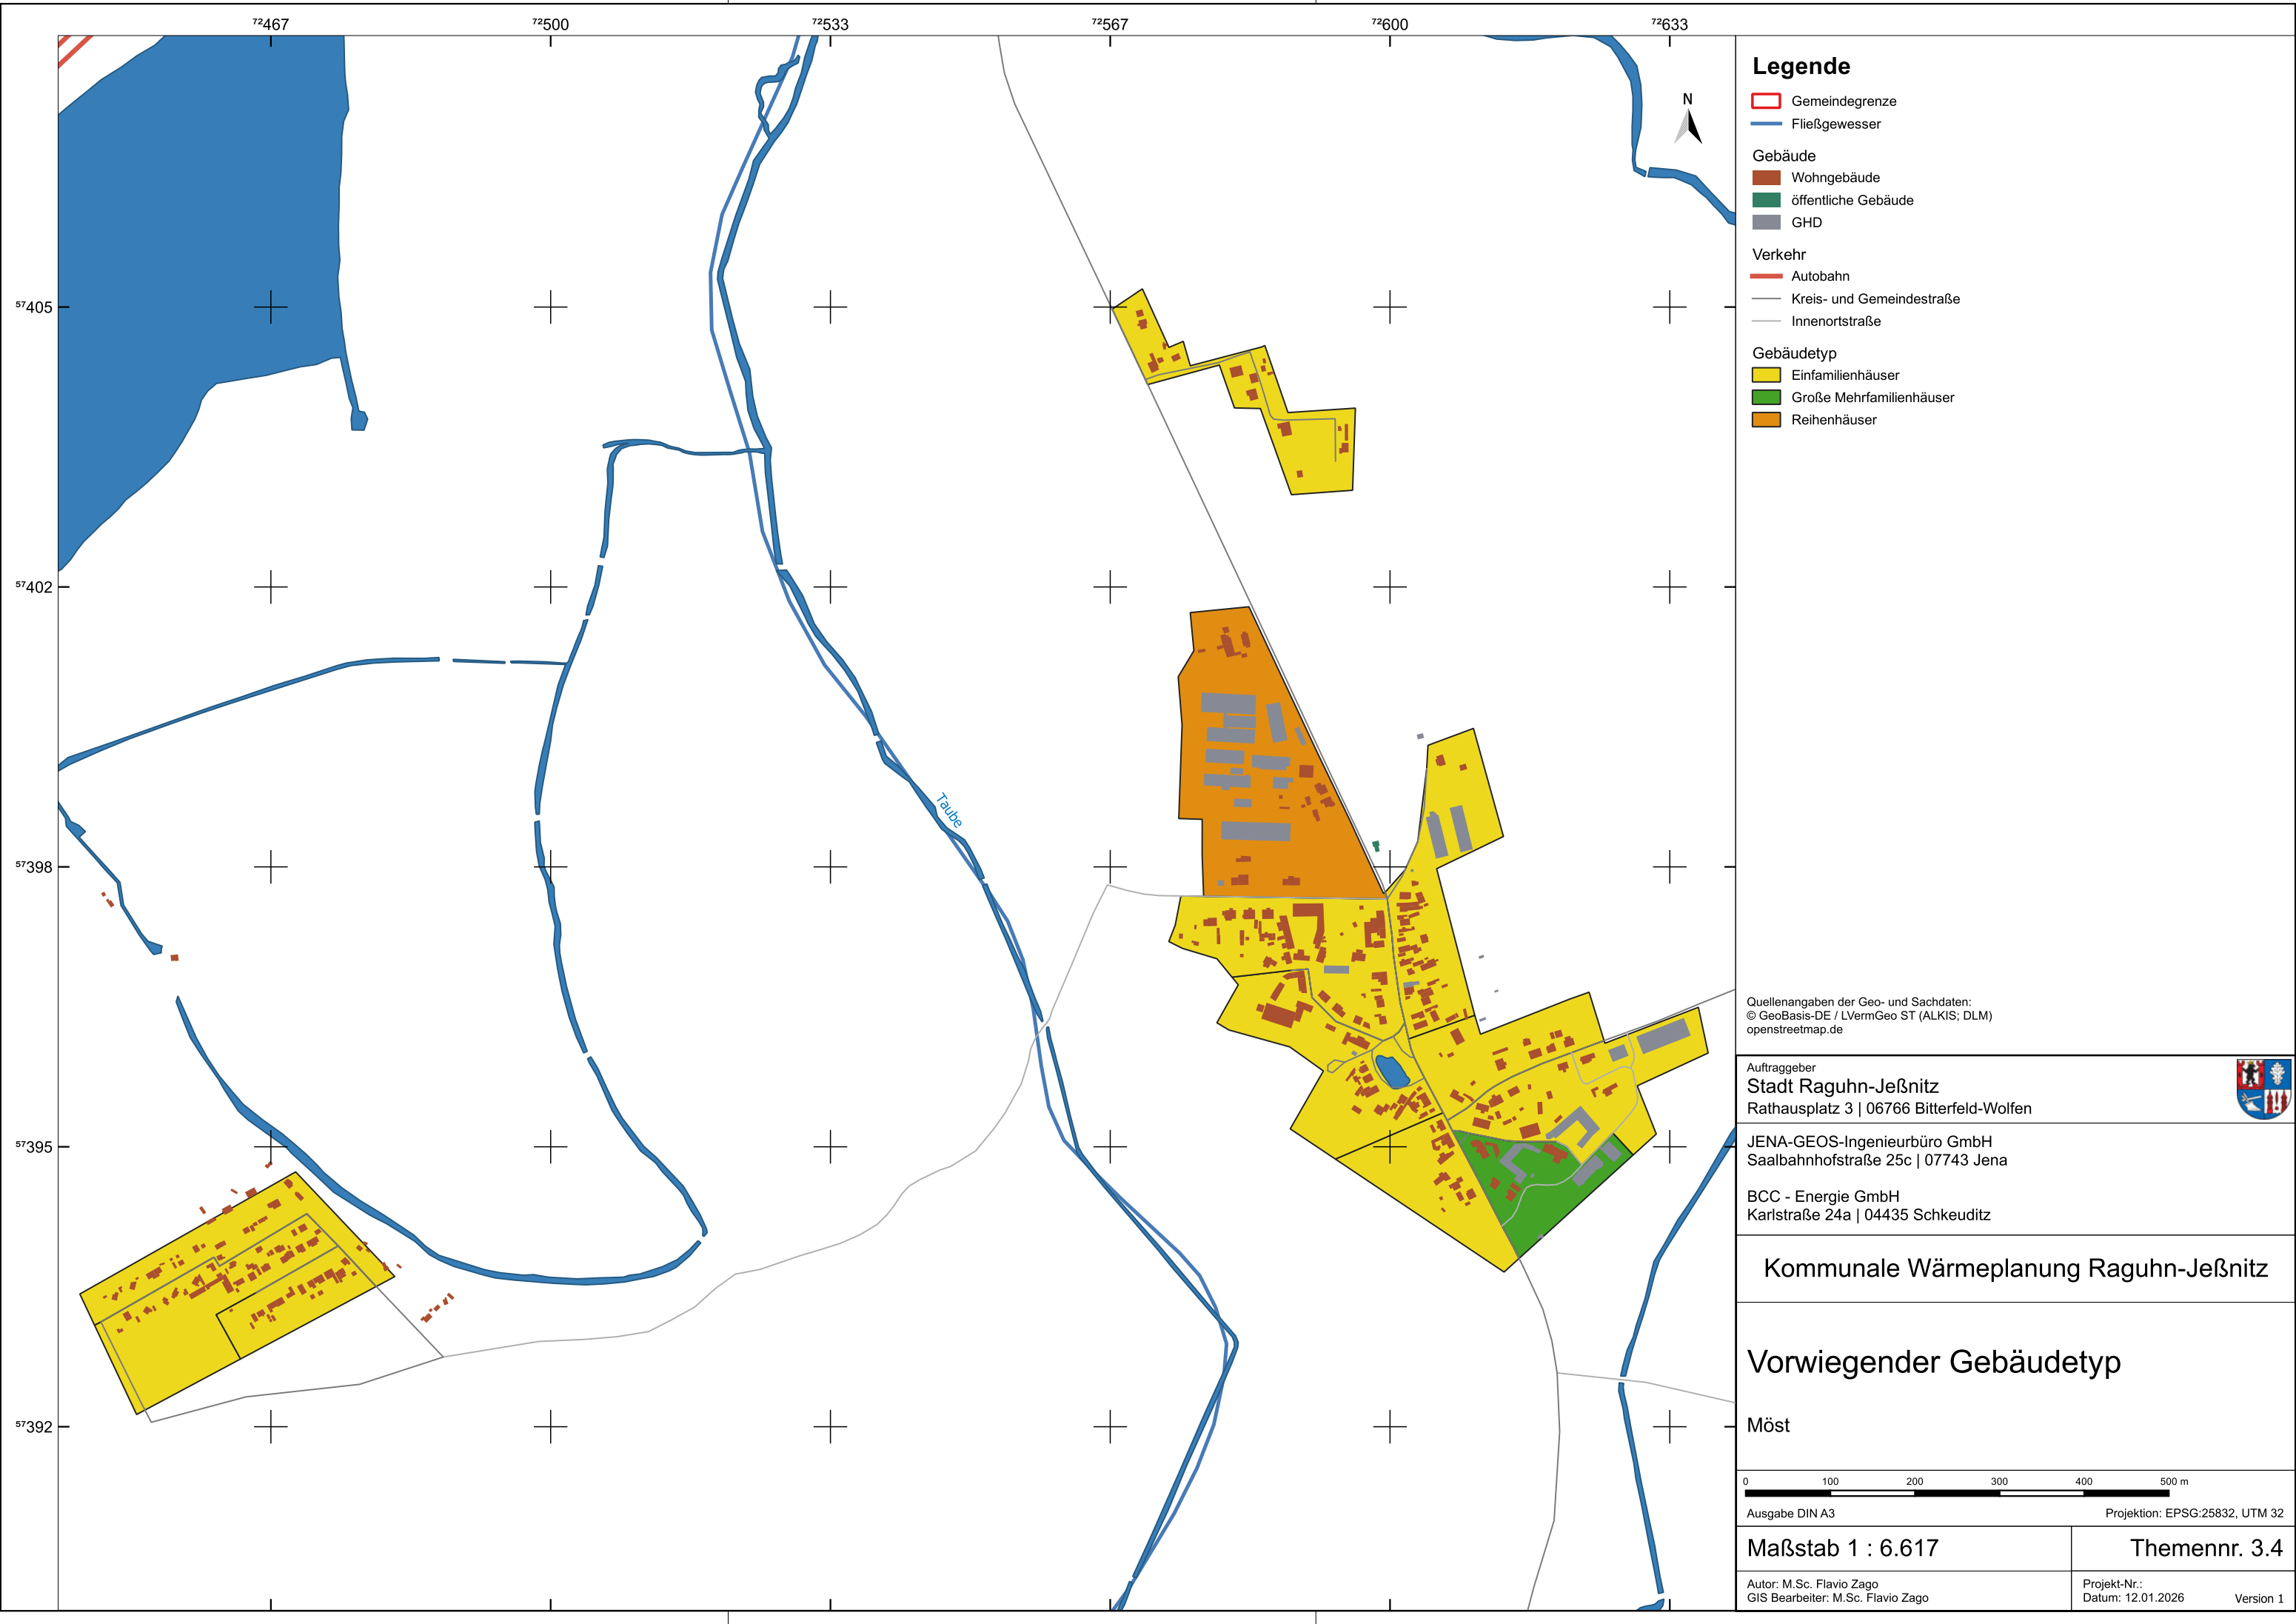 ⁷²467 ⁷²500 ⁷²533 ⁷²567 ⁷²600 ⁷²633
⁵⁷405
⁵⁷402
⁵⁷398
⁵⁷395
⁵⁷392
N
Taube
Legende
Gemeindegrenze
Fließgewesser
Gebäude
Wohngebäude
öffentliche Gebäude
GHD
Verkehr
Autobahn
Kreis- und Gemeindestraße
Innenortstraße
Gebäudetyp
Einfamilienhäuser
Große Mehrfamilienhäuser
Reihenhäuser
Quellenangaben der Geo- und Sachdaten:
© GeoBasis-DE / LVermGeo ST (ALKIS; DLM)
openstreetmap.de
Auftraggeber
Stadt Raguhn-Jeßnitz
Rathausplatz 3 | 06766 Bitterfeld-Wolfen
JENA-GEOS-Ingenieurbüro GmbH
Saalbahnhofstraße 25c | 07743 Jena
BCC - Energie GmbH
Karlstraße 24a | 04435 Schkeuditz
Kommunale Wärmeplanung Raguhn-Jeßnitz
Vorwiegender Gebäudetyp
Möst
0 100 200 300 400 500 m
Ausgabe DIN A3 Projektion: EPSG:25832, UTM 32
Maßstab 1 : 6.617 Themennr. 3.4
Autor: M.Sc. Flavio Zago Projekt-Nr.:
GIS Bearbeiter: M.Sc. Flavio Zago Datum: 12.01.2026 Version 1